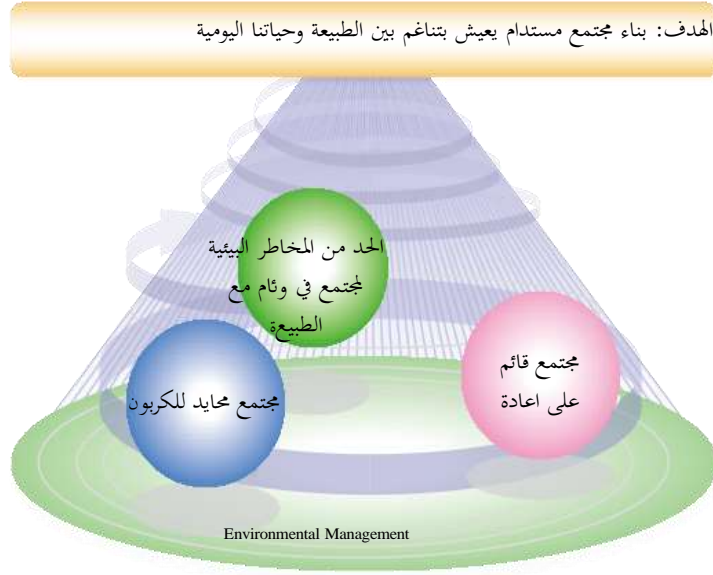 الهدف: بناء مجتمع مستدام يعيش بتناغم بين الطبيعة وحياتنا اليومية
الحد من المخاطر البيئية
لمجتمع في وئام مع
الطبيعة
مجتمع قائم
على اعادة
مجتمع محايد للكربون
Environmental Management